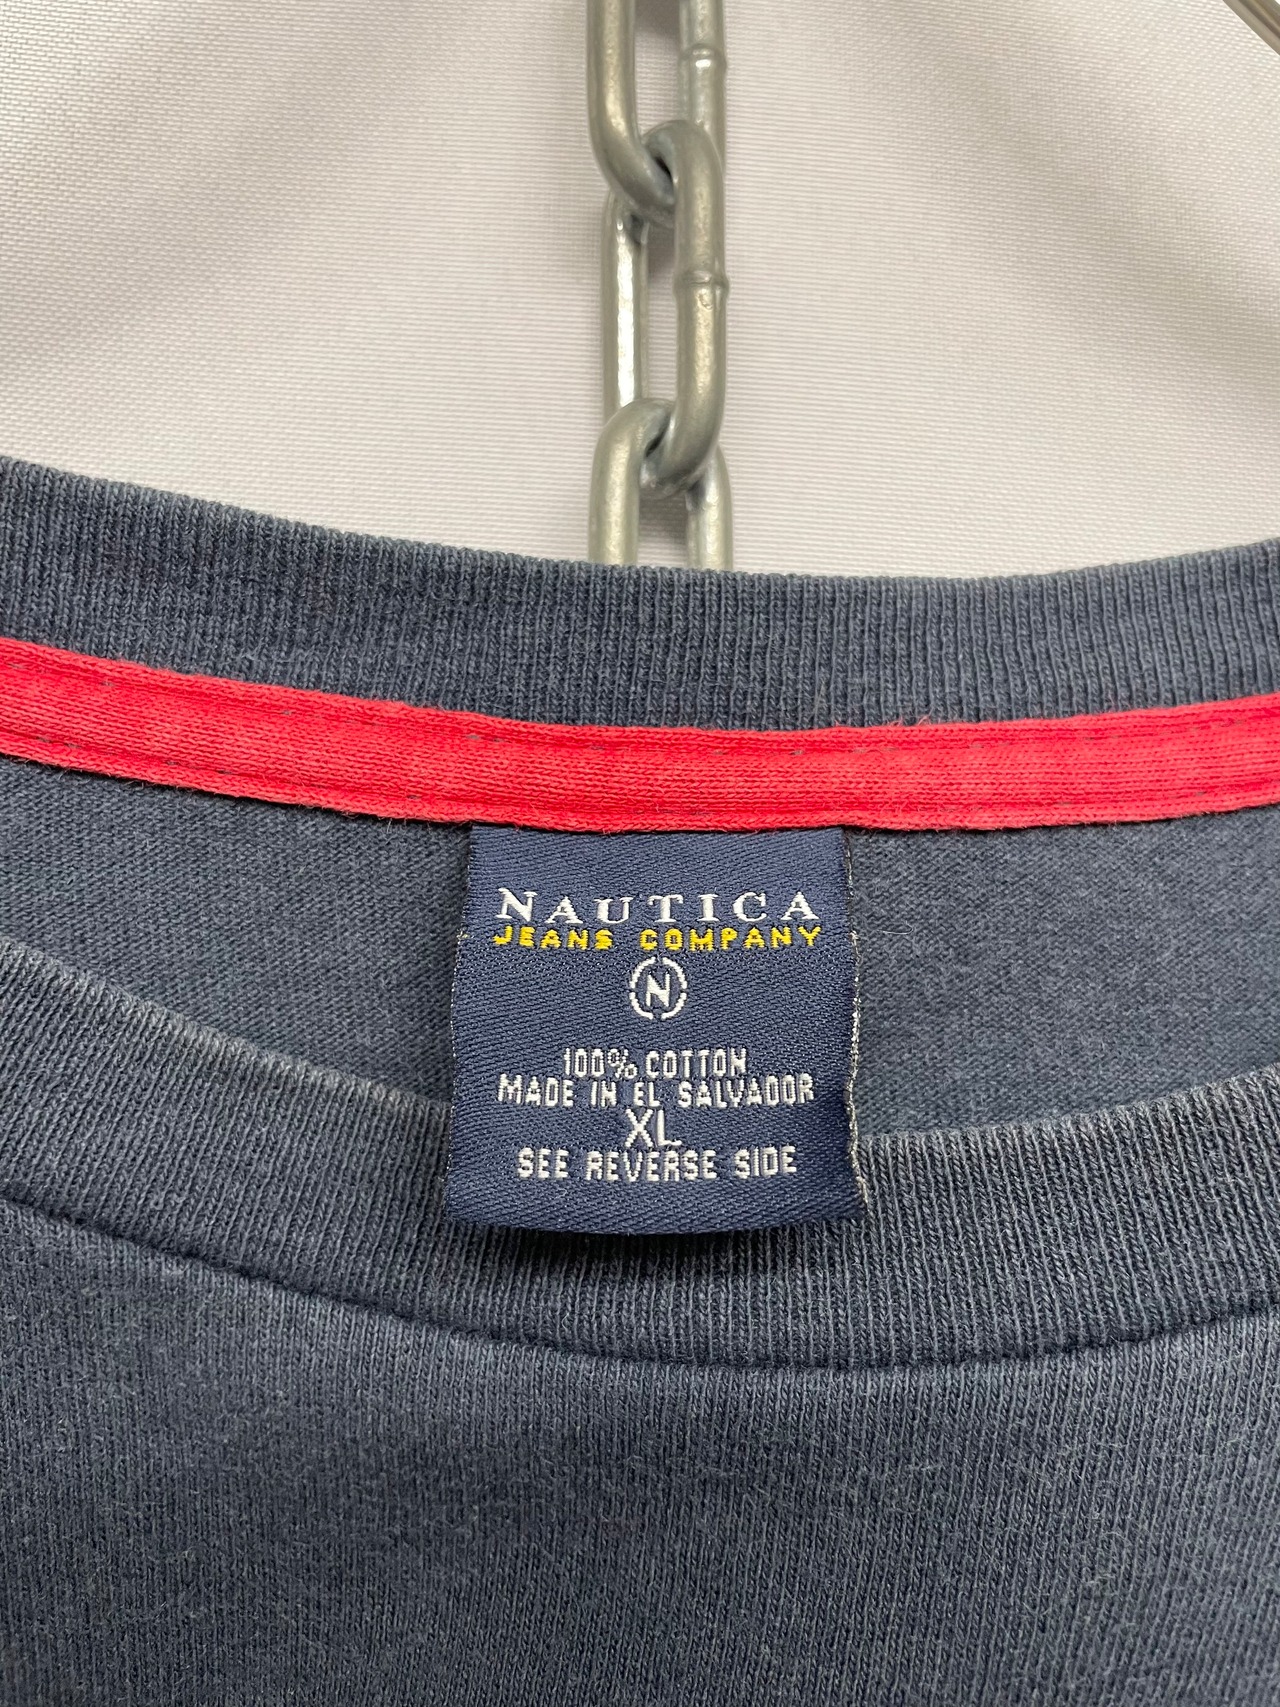 NAUTICA
JEANS COMPANY
N
100% COTTON
MADE IN EL SALVADOR
XL
SEE REVERSE SIDE